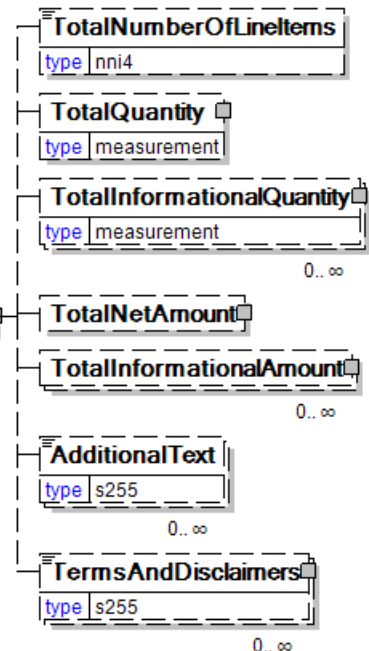 TotalNumberOfLineItems
type nni4
TotalQuantity
type measurement
TotalInformationalQuantity
type measurement
0.. ∞
TotalNetAmount
TotalInformationalAmount
0.. ∞
AdditionalText
type s255
0.. ∞
TermsAndDisclaimers
type s255
0.. ∞